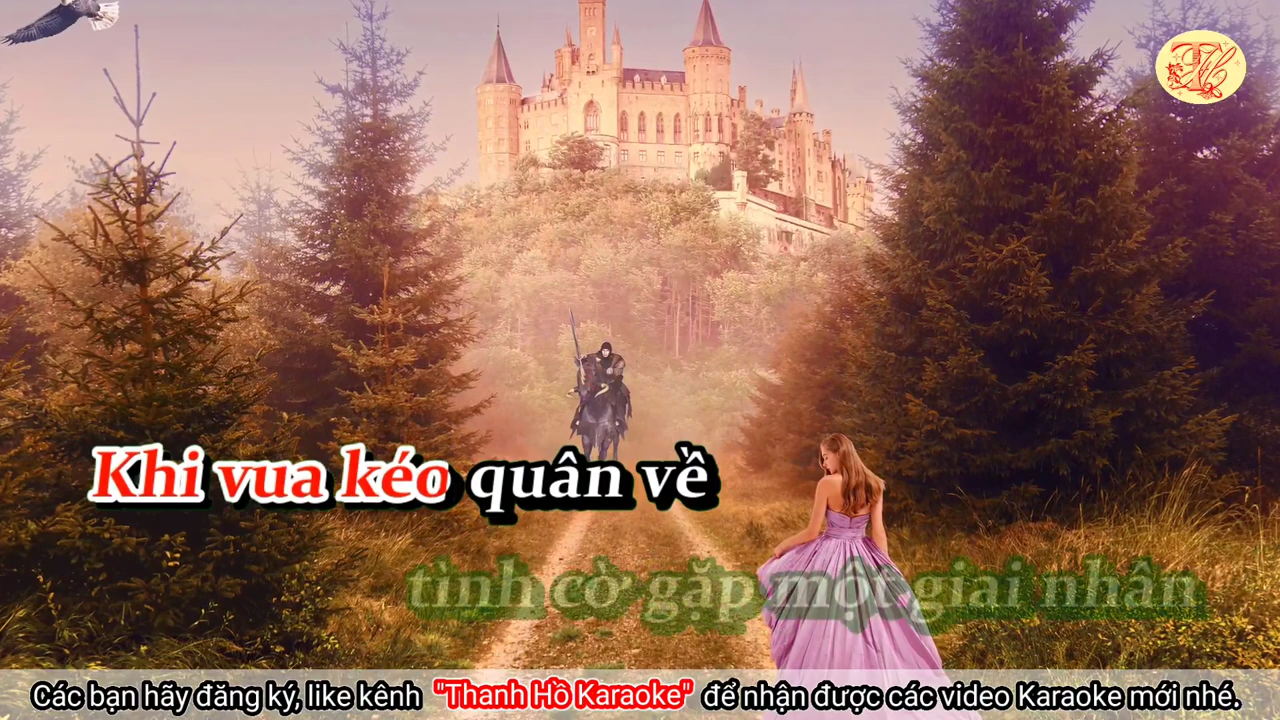 Khi vua kéo quân về
tình cờ gặp một giai nhân
Các bạn hãy đăng ký, like kênh "Thanh Hồ Karaoke" để nhận được các video Karaoke mới nhé.